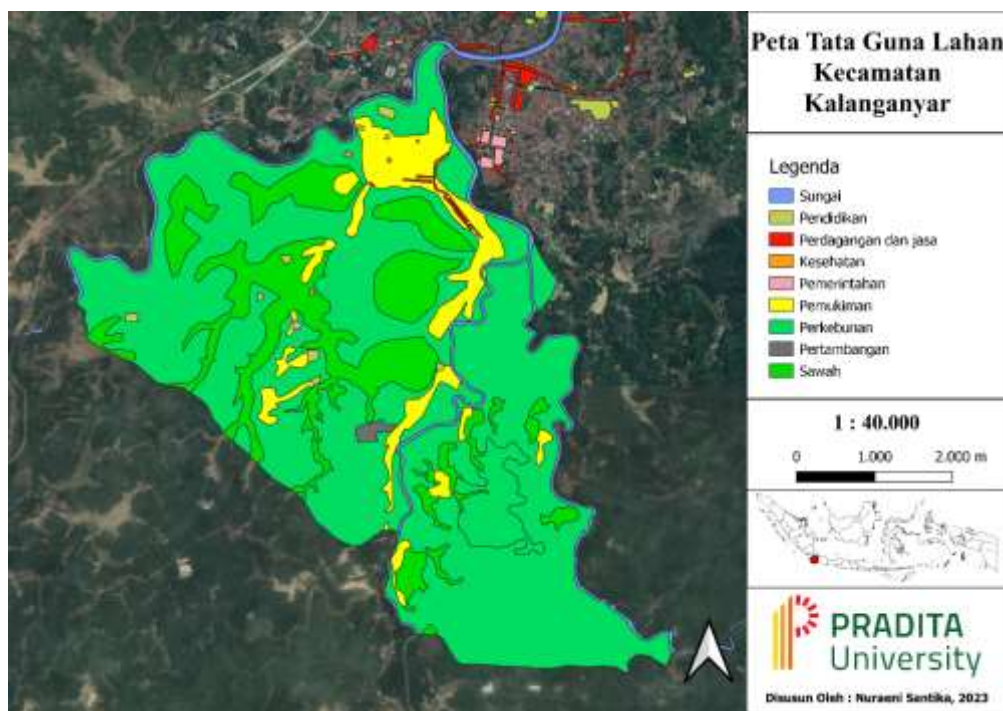 Peta Tata Guna Lahan
Kecamatan
Kalanganyar
Legenda
Sungai
Pendidikan
Perdagangan dan jasa
Kesehatan
Pemerintahan
Pemukiman
Perkebunan
Pertambangan
Sawah
1 : 40.000
0 1.000 2.000 m
PRADITA
University
Disusun Oleh : Nuraeni Santika, 2023